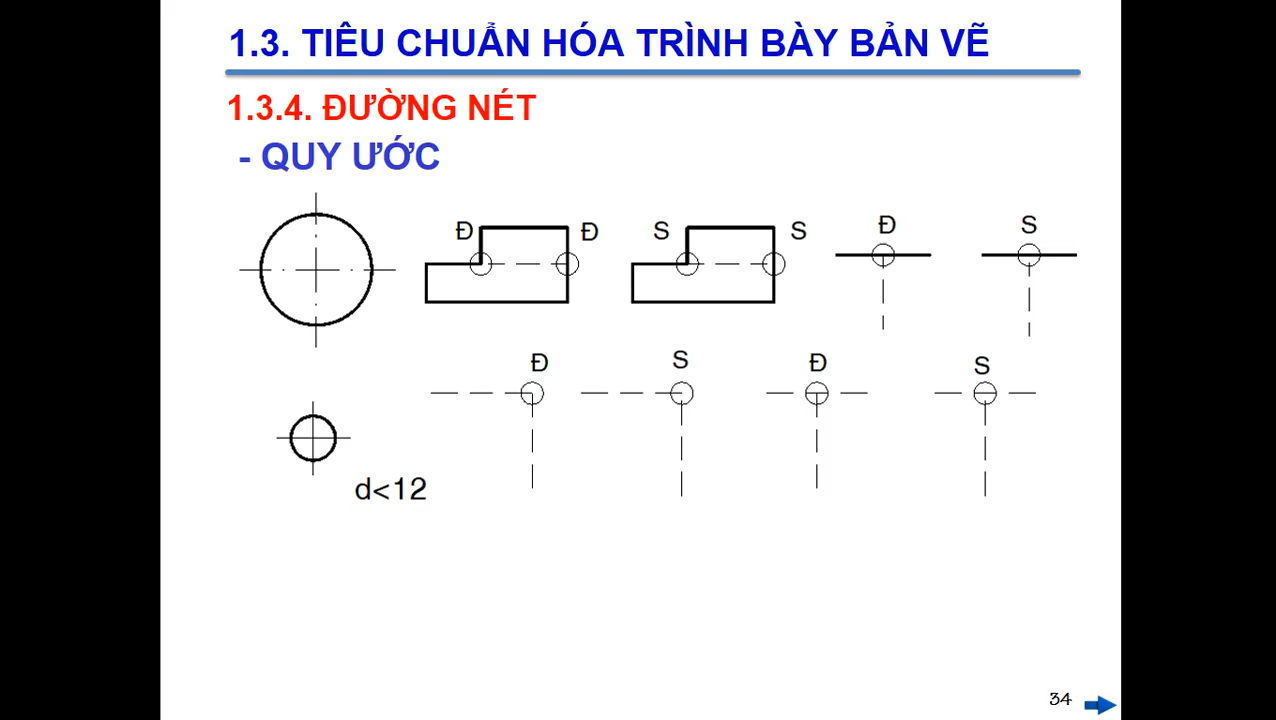 1.3. TIÊU CHUẨN HÓA TRÌNH BÀY BẢN VẼ
1.3.4. ĐƯỜNG NÉT
- QUY ƯỚC
Đ Đ S S Đ S
Đ S Đ S
d<12
34